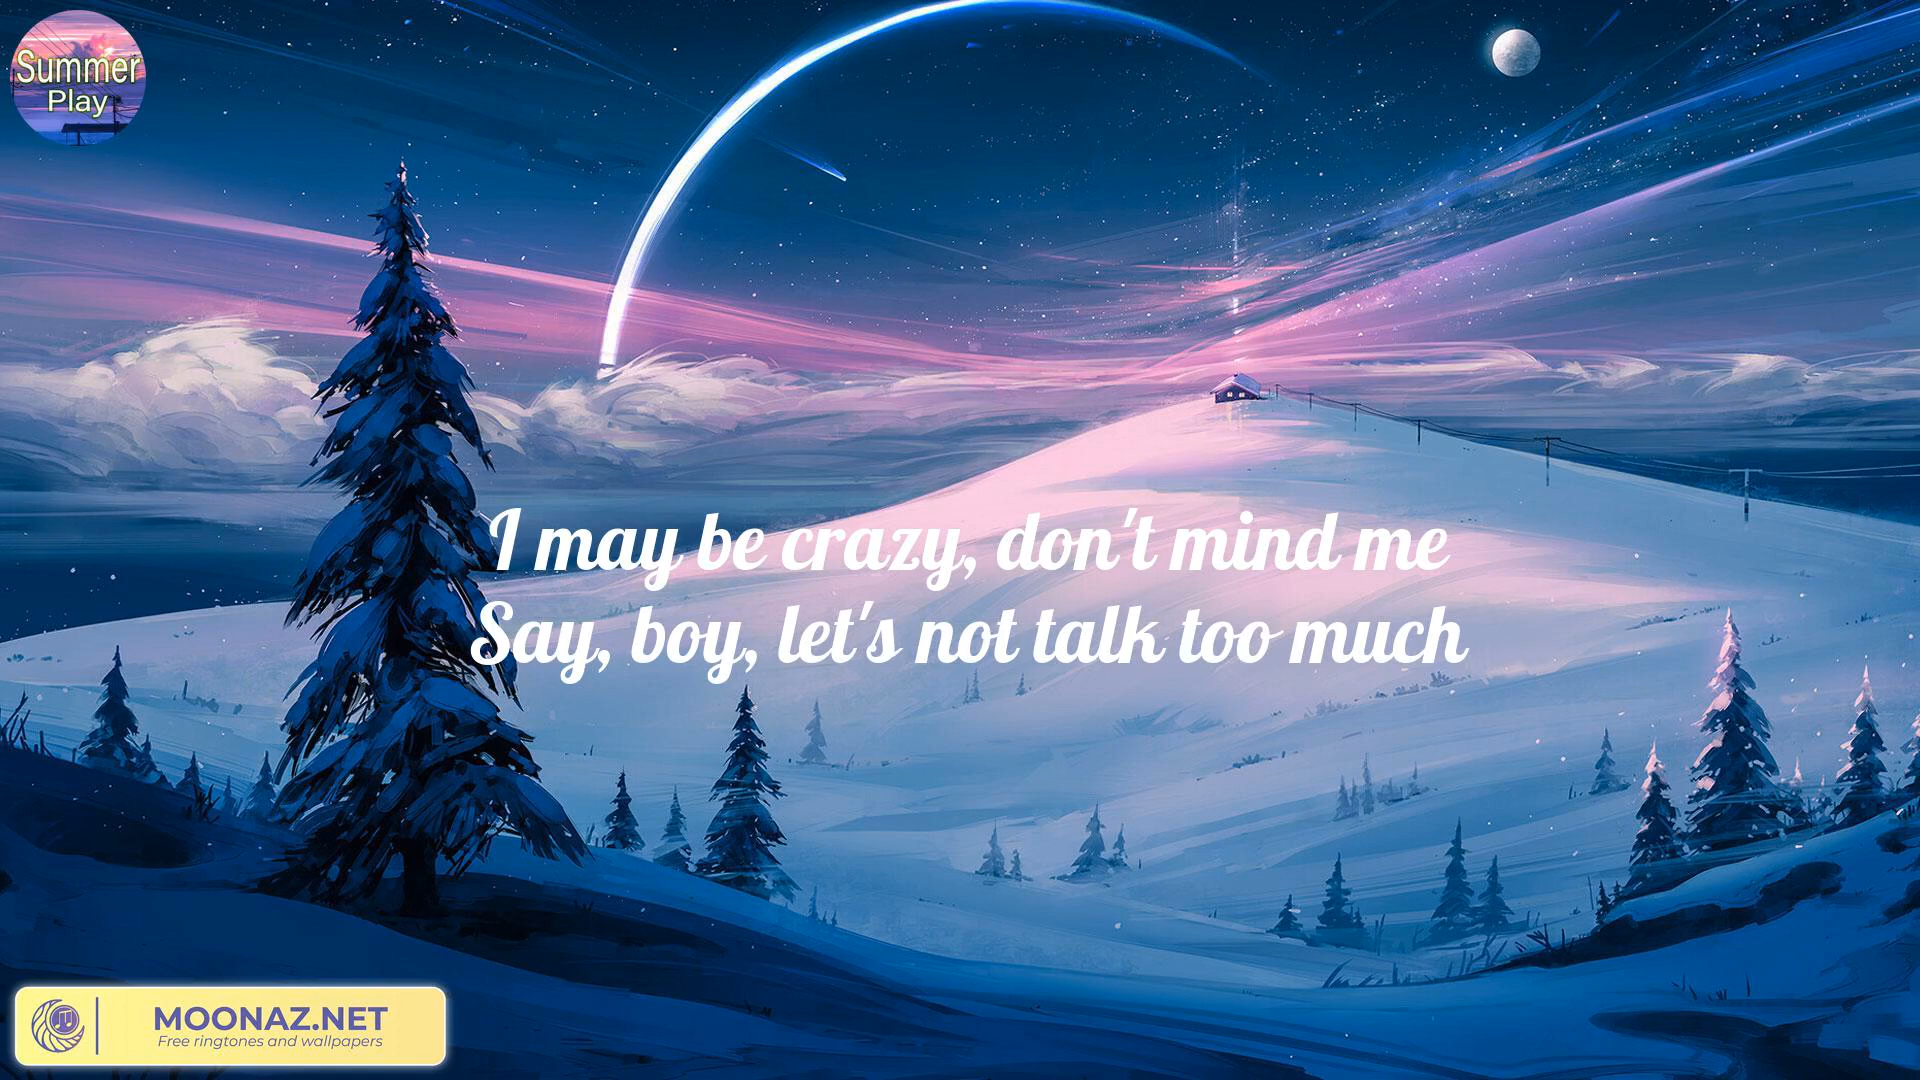 Summer
Play
I may be crazy, don't mind me
Say, boy, let's not talk too much
MOONAZ.NET
Free ringtones and wallpapers